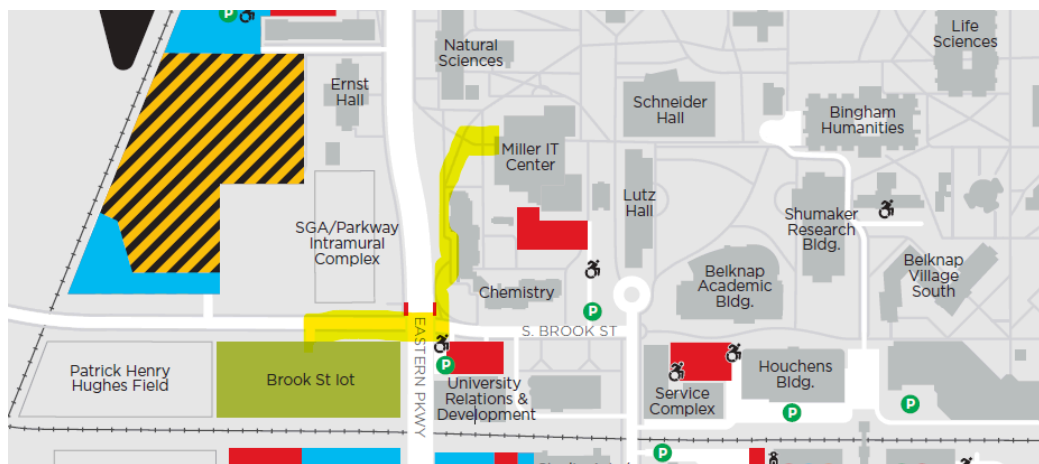 P
Natural
Sciences
Life
Sciences
Ernst
Hall
Schneider
Hall
Bingham
Humanities
Miller IT
Center
Lutz
Hall
SGA/Parkway
Intramural
Complex
Shumaker
Research
Bldg.
Belknap
Academic
Bldg.
Belknap
Village
South
Chemistry
P
S. BROOK ST
EASTERN PKWY
P
Patrick Henry
Hughes Field
Brook St lot
University
Relations &
Development
Service
Complex
Houchens
Bldg.
P
P
P